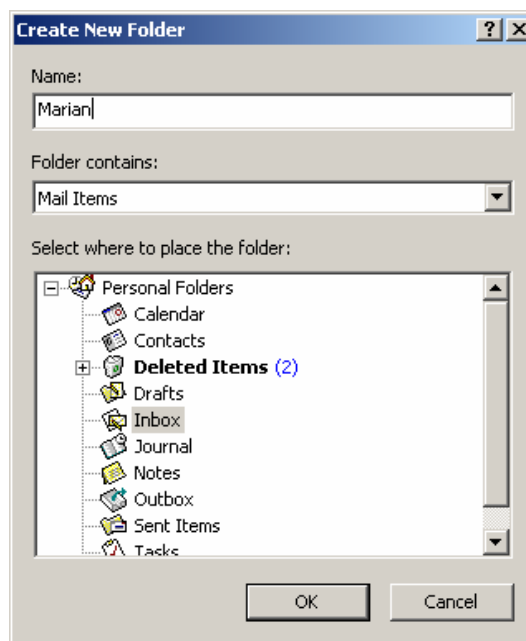 Create New Folder
Name:
Marian
Folder contains:
Mail Items
Select where to place the folder:
Personal Folders
Calendar
Contacts
Deleted Items (2)
Drafts
Inbox
Journal
Notes
Outbox
Sent Items
Tasks
OK Cancel